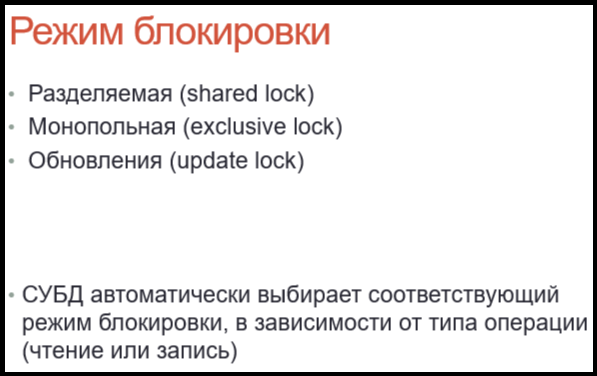 Режим блокировки
• Разделяемая (shared lock)
• Монопольная (exclusive lock)
• Обновления (update lock)
• СУБД автоматически выбирает соответствующий
режим блокировки, в зависимости от типа операции
(чтение или запись)